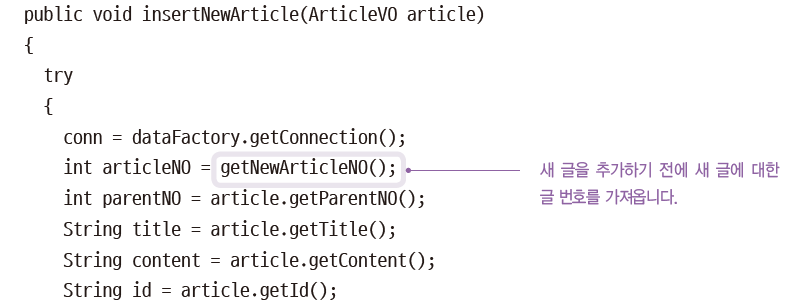 public void insertNewArticle(ArticleVO article)
{
try
{
conn = dataFactory.getConnection();
int articleNO = getNewArticleNO();
새 글을 추가하기 전에 새 글에 대한
글 번호를 가져옵니다.
int parentNO = article.getParentNO();
String title = article.getTitle();
String content = article.getContent();
String id = article.getId();